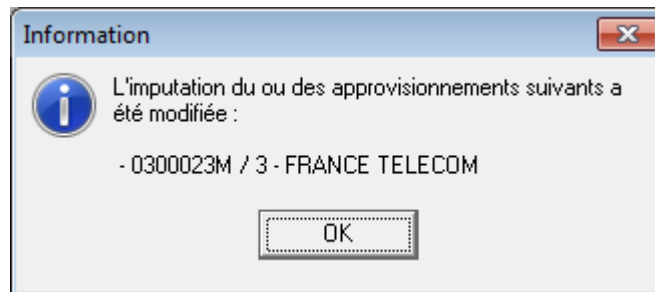 Information
L'imputation du ou des approvisionnements suivants a
été modifiée :
- 0300023M / 3 - FRANCE TELECOM
OK